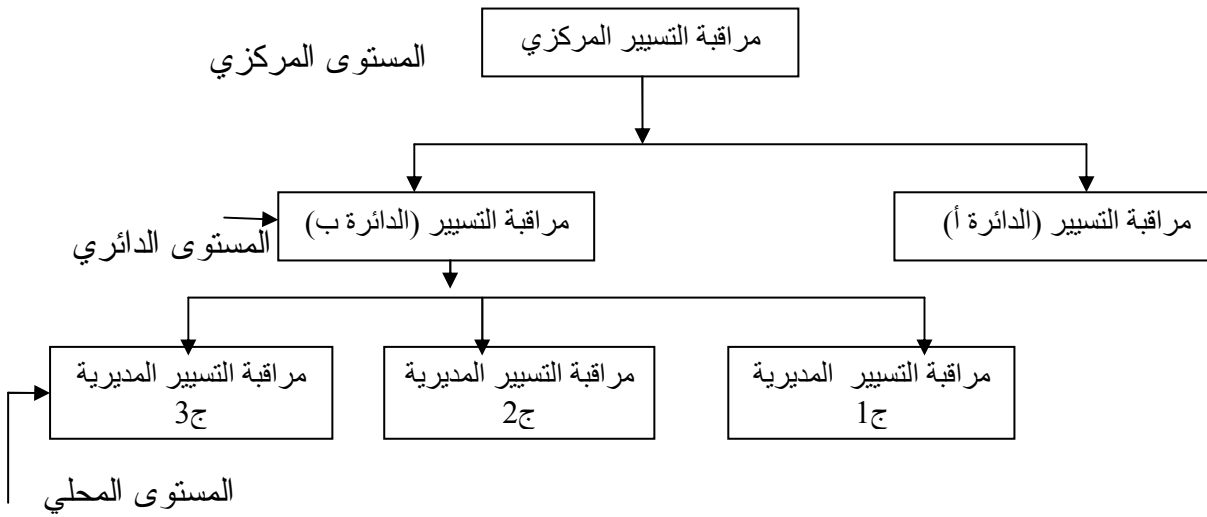 مراقبة التسيير المركزي
المستوى المركزي
مراقبة التسيير (الدائرة أ)
مراقبة التسيير (الدائرة ب)
المستوى الدائري
مراقبة التسيير المديرية
ج1
مراقبة التسيير المديرية
ج2
مراقبة التسيير المديرية
ج3
المستوى المحلي